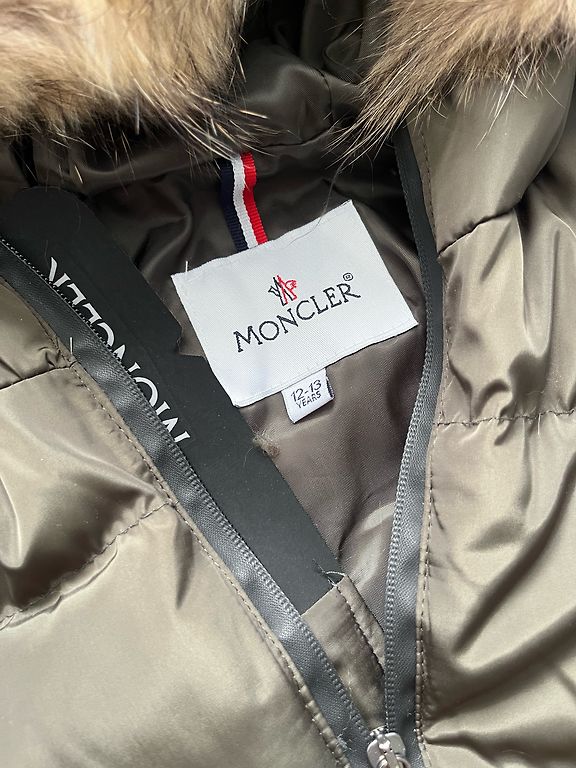 MONCLER
®
MONCLER
12-13
YEARS